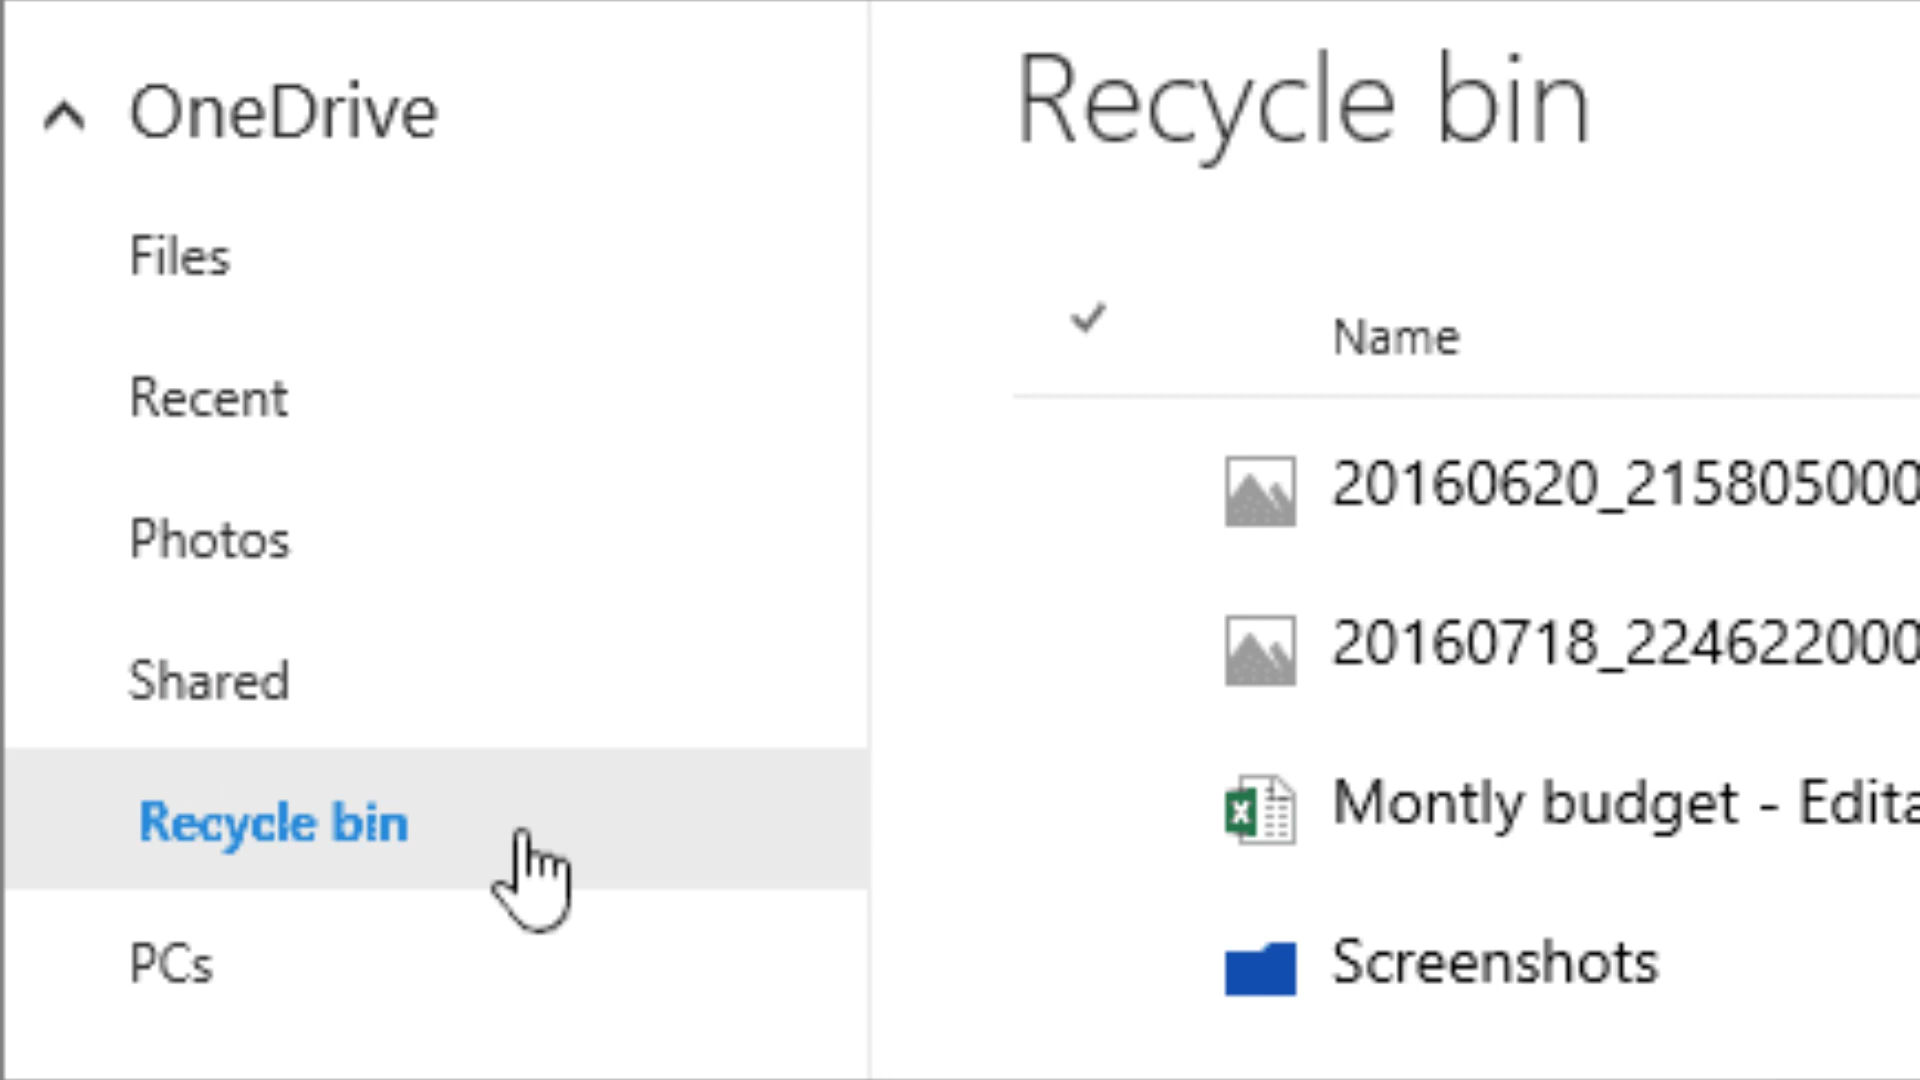 OneDrive
Files
Recent
Photos
Shared
Recycle bin
PCs
Recycle bin
Name
20160620_215805000
20160718_224622000
Montly budget - Edita
Screenshots